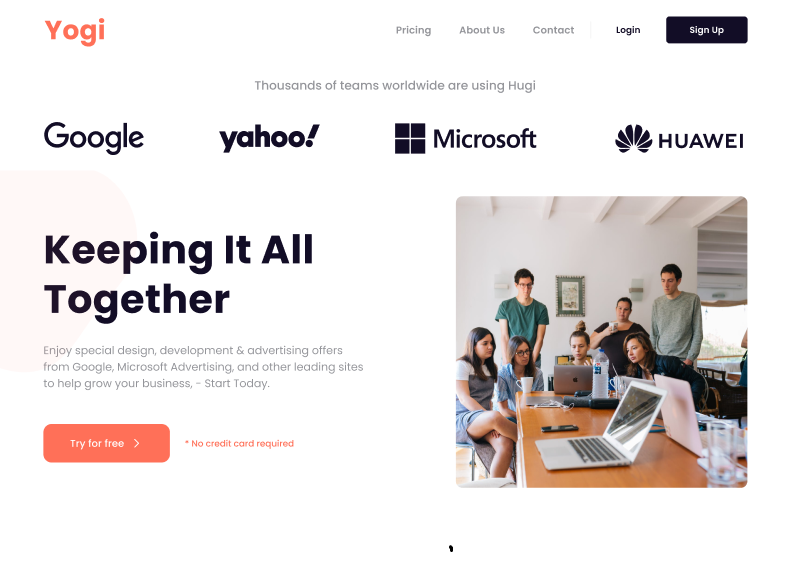 Yogi
Pricing About Us Contact Login Sign Up
Thousands of teams worldwide are using Hugi
Google yahoo! Microsoft HUAWEI
Keeping It All
Together
Enjoy special design, development & advertising offers
from Google, Microsoft Advertising, and other leading sites
to help grow your business, - Start Today.
Try for free
* No credit card required